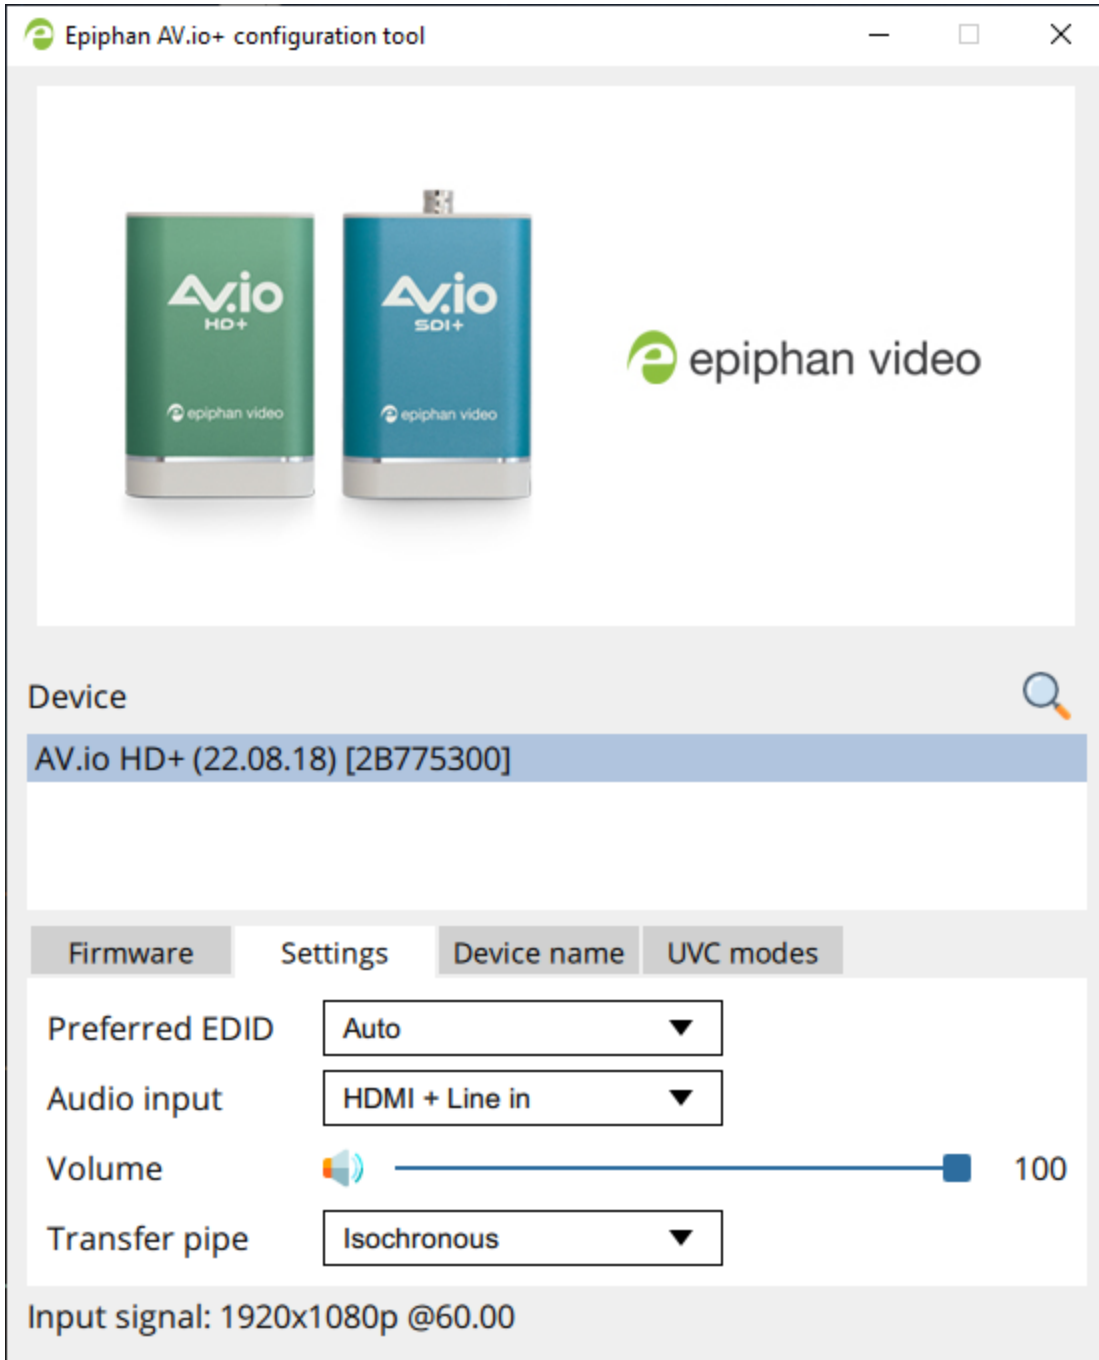 Epiphan AV.io+ configuration tool
AV.io
HD+
epiphan video
AV.io
SDI+
epiphan video
epiphan video
Device
AV.io HD+ (22.08.18) [2B775300]
Firmware Settings Device name UVC modes
Preferred EDID Auto
Audio input HDMI + Line in
Volume 100
Transfer pipe Isochronous
Input signal: 1920x1080p @60.00